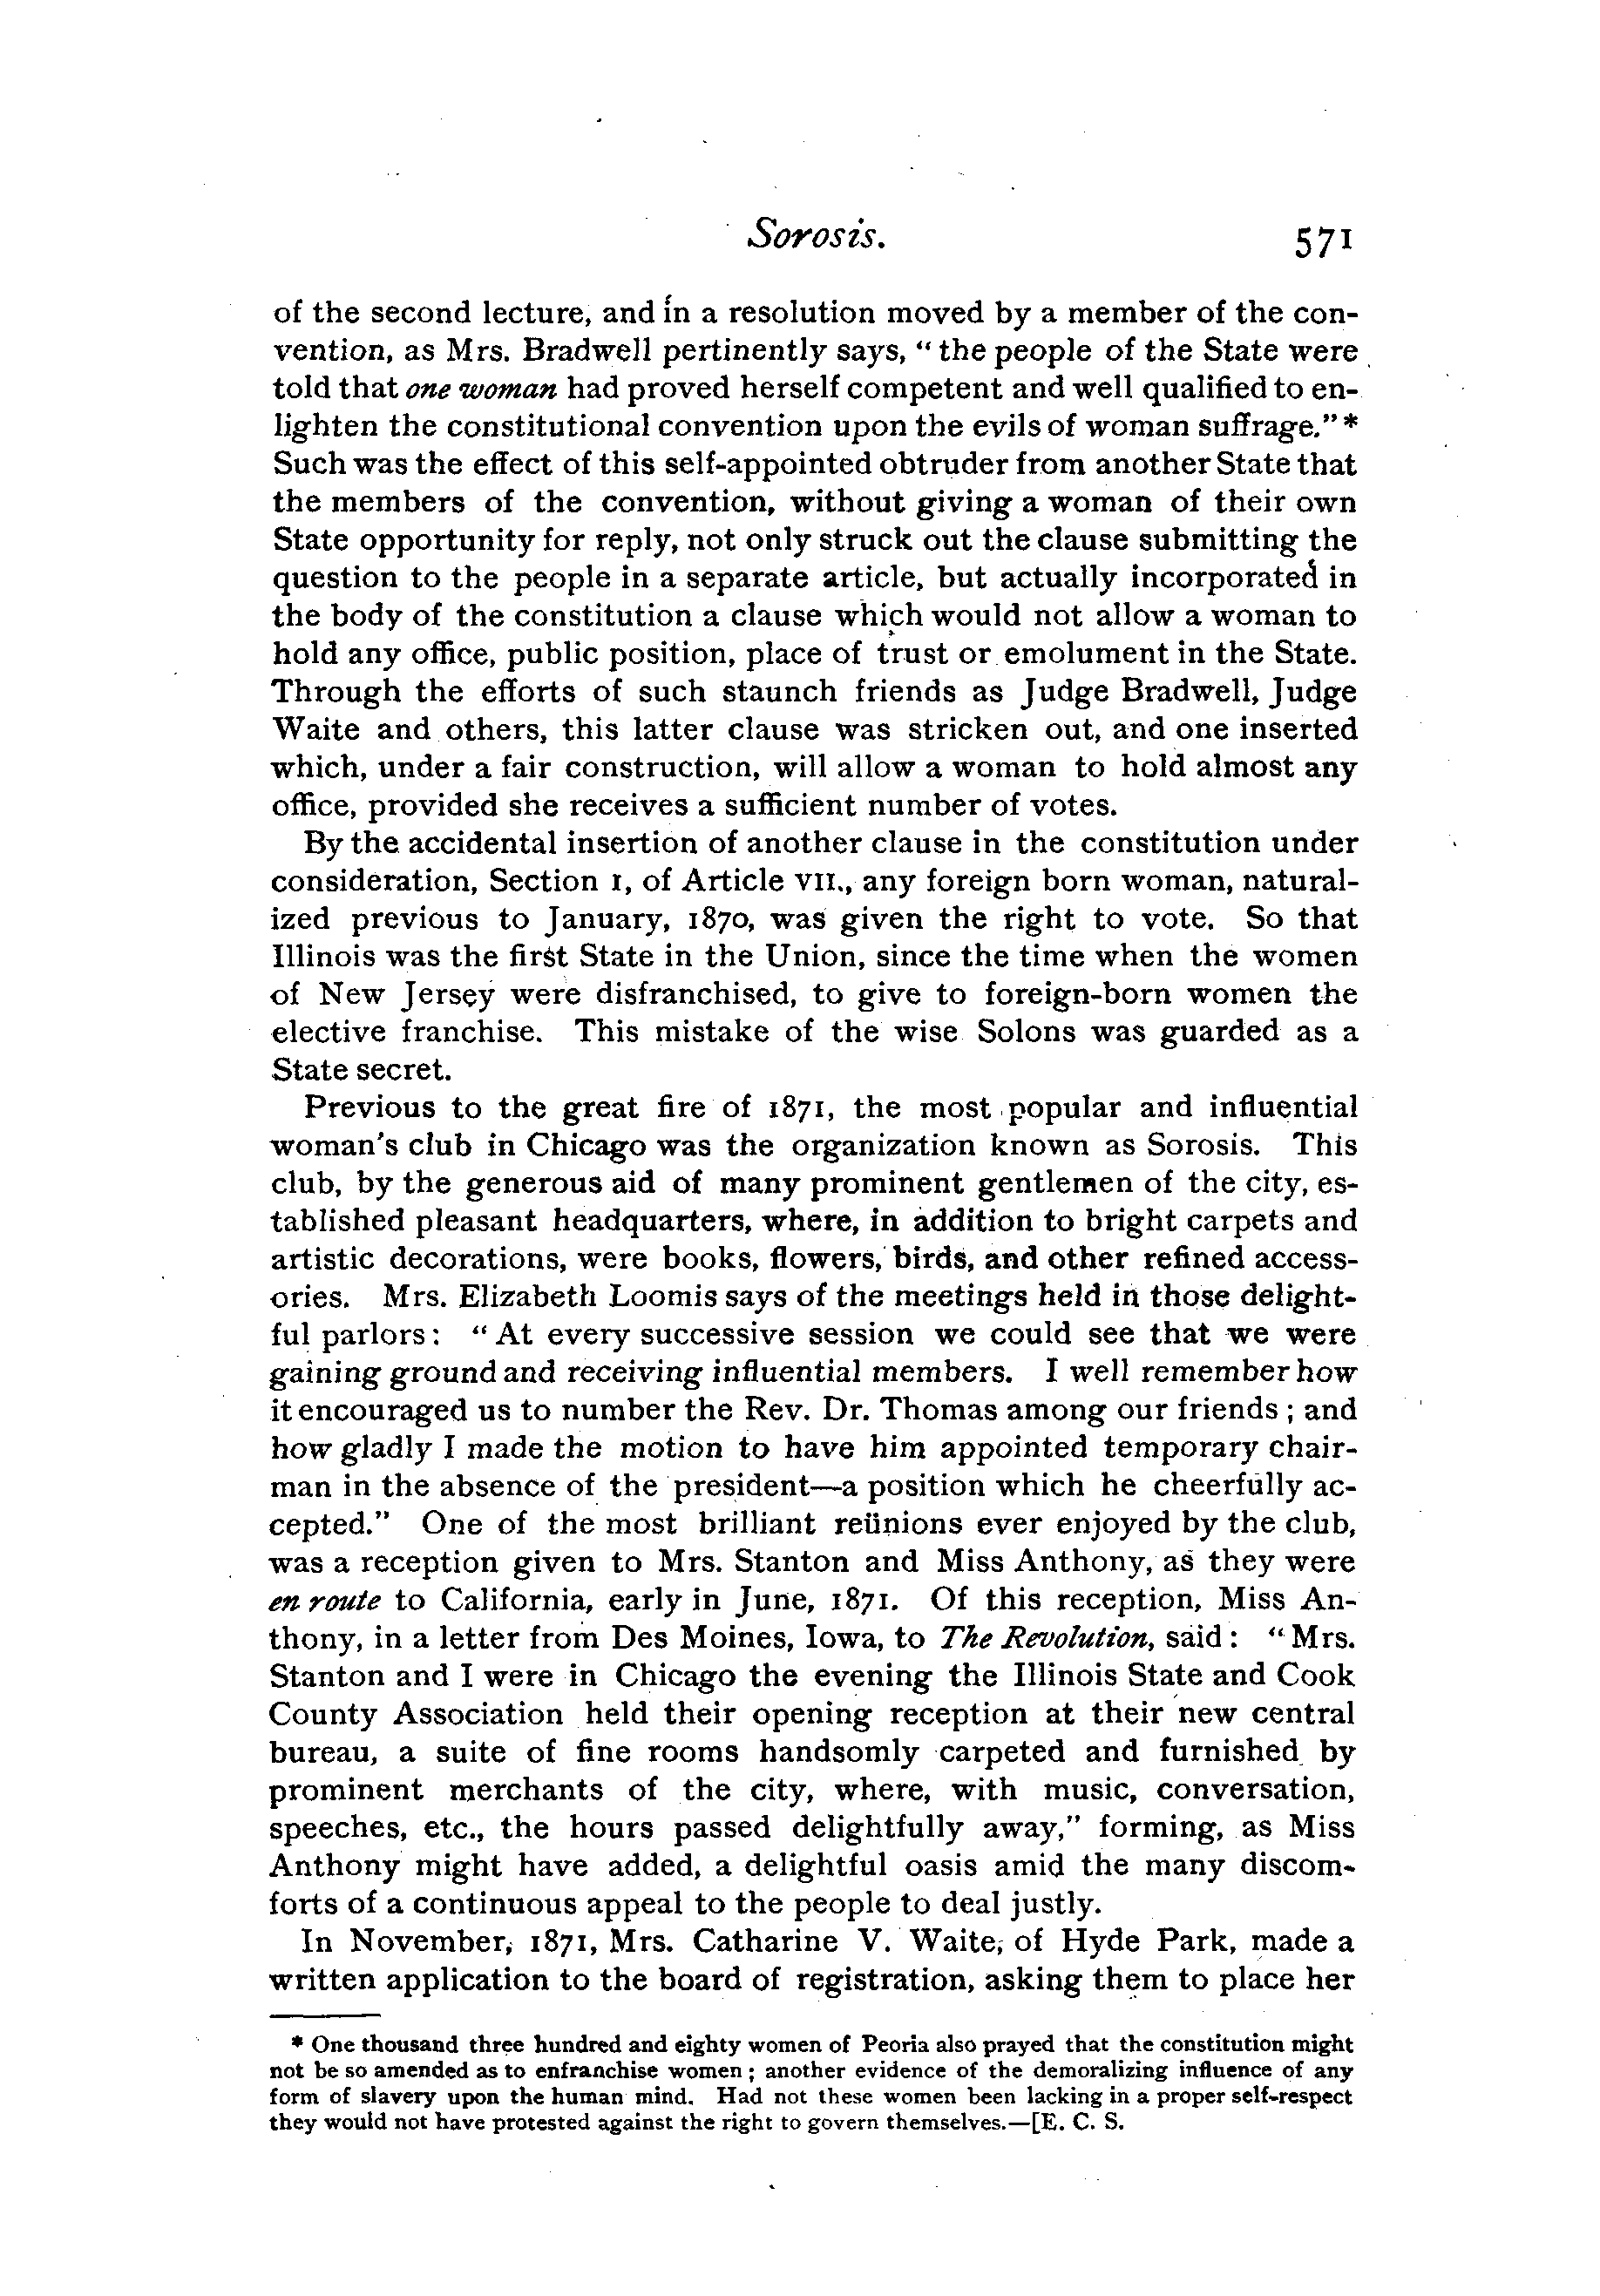 Sorosis. 571
of the second lecture, and in a resolution moved by a member of the con-
vention, as Mrs. Bradwell pertinently says, “the people of the State were
told that one woman had proved herself competent and well qualified to en-
lighten the constitutional convention upon the evils of woman suffrage.”*
Such was the effect of this self-appointed obtruder from another State that
the members of the convention, without giving a woman of their own
State opportunity for reply, not only struck out the clause submitting the
question to the people in a separate article, but actually incorporated in
the body of the constitution a clause which would not allow a woman to
hold any office, public position, place of trust or emolument in the State.
Through the efforts of such staunch friends as Judge Bradwell, Judge
Waite and others, this latter clause was stricken out, and one inserted
which, under a fair construction, will allow a woman to hold almost any
office, provided she receives a sufficient number of votes.
By the accidental insertion of another clause in the constitution under
consideration, Section 1, of Article VII., any foreign born woman, natural-
ized previous to January, 1870, was given the right to vote. So that
Illinois was the first State in the Union, since the time when the women
of New Jersey were disfranchised, to give to foreign-born women the
elective franchise. This mistake of the wise Solons was guarded as a
State secret.
Previous to the great fire of 1871, the most popular and influential
woman's club in Chicago was the organization known as Sorosis. This
club, by the generous aid of many prominent gentlemen of the city, es-
tablished pleasant headquarters, where, in addition to bright carpets and
artistic decorations, were books, flowers, birds, and other refined access-
ories. Mrs. Elizabeth Loomis says of the meetings held in those delight-
ful parlors: “At every successive session we could see that we were
gaining ground and receiving influential members. I well remember how
it encouraged us to number the Rev. Dr. Thomas among our friends; and
how gladly I made the motion to have him appointed temporary chair-
man in the absence of the president—a position which he cheerfully ac-
cepted.” One of the most brilliant reünions ever enjoyed by the club,
was a reception given to Mrs. Stanton and Miss Anthony, as they were
en route to California, early in June, 1871. Of this reception, Miss An-
thony, in a letter from Des Moines, Iowa, to The Revolution, said: “Mrs.
Stanton and I were in Chicago the evening the Illinois State and Cook
County Association held their opening reception at their new central
bureau, a suite of fine rooms handsomly carpeted and furnished by
prominent merchants of the city, where, with music, conversation,
speeches, etc., the hours passed delightfully away,” forming, as Miss
Anthony might have added, a delightful oasis amid the many discom-
forts of a continuous appeal to the people to deal justly.
In November, 1871, Mrs. Catharine V. Waite, of Hyde Park, made a
written application to the board of registration, asking them to place her
* One thousand three hundred and eighty women of Peoria also prayed that the constitution might
not be so amended as to enfranchise women; another evidence of the demoralizing influence of any
form of slavery upon the human mind. Had not these women been lacking in a proper self-respect
they would not have protested against the right to govern themselves.—[E. C. S.